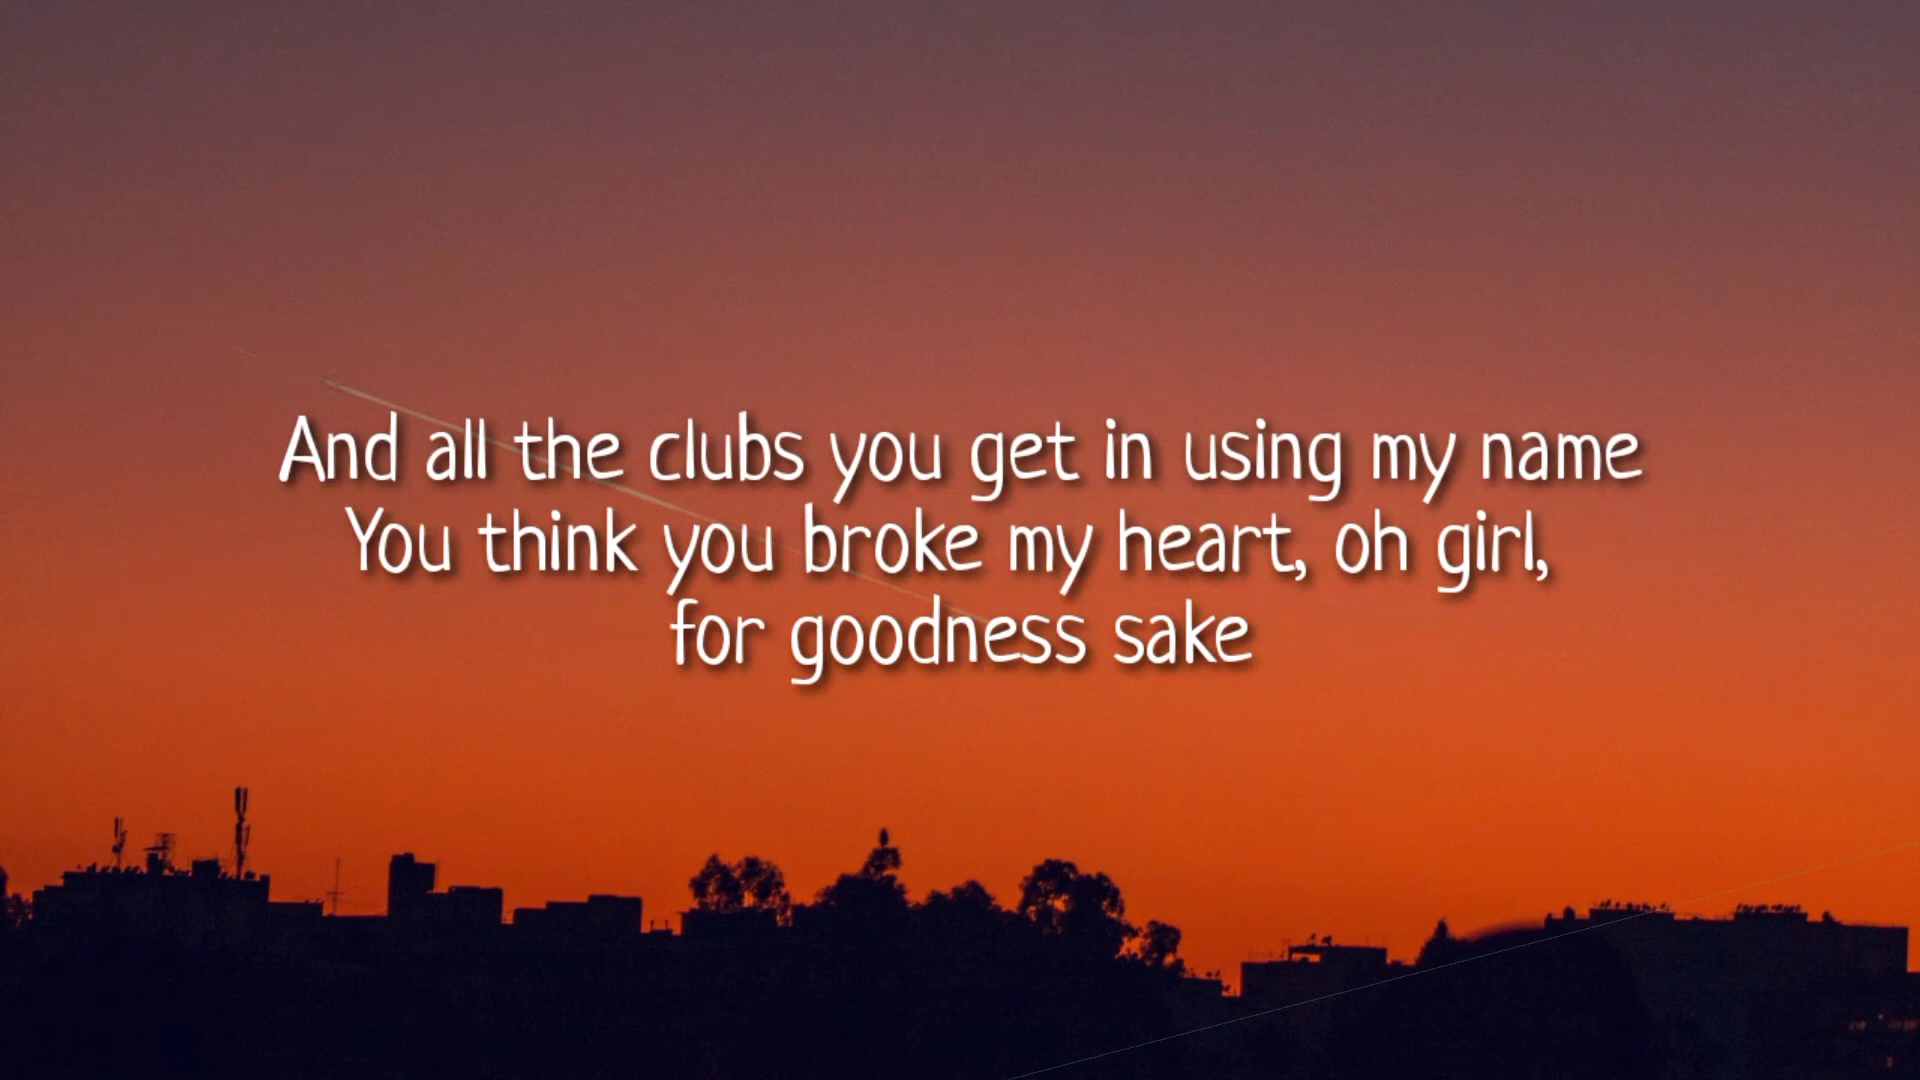 And all the clubs you get in using my name
You think you broke my heart, oh girl,
for goodness sake